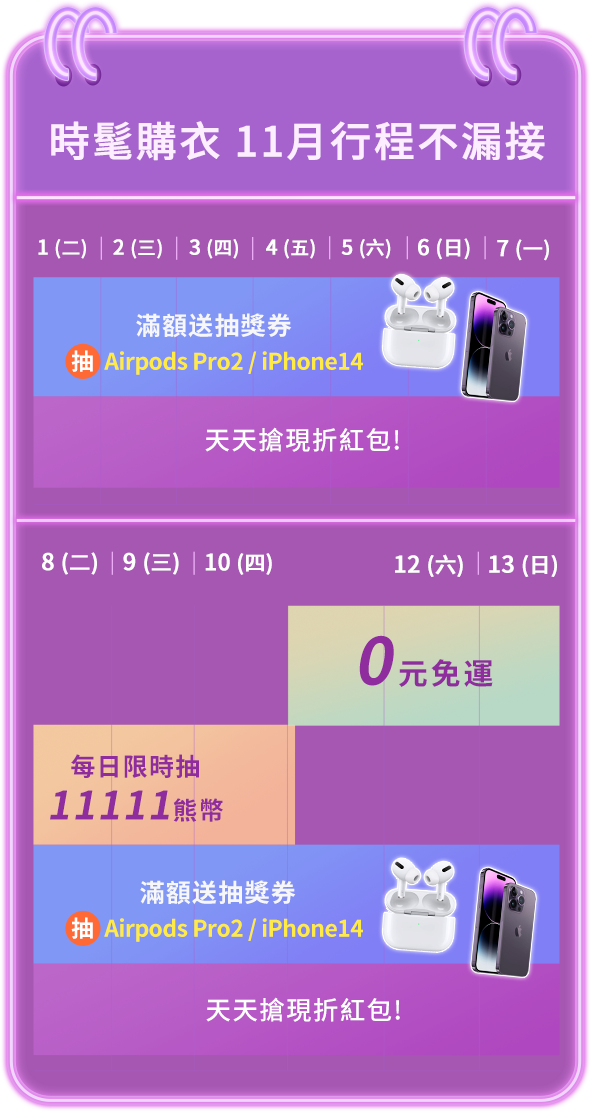 時髦購衣 11月行程不漏接
1 (二) 2 (三) 3 (四) 4 (五) 5 (六) 6 (日) 7 (一)
滿額送抽獎券
抽 Airpods Pro2 / iPhone14
天天搶現折紅包!
8 (二) 9 (三) 10 (四) 12 (六) 13 (日)
0元免運
每日限時抽
11111熊幣
滿額送抽獎券
抽 Airpods Pro2 / iPhone14
天天搶現折紅包!